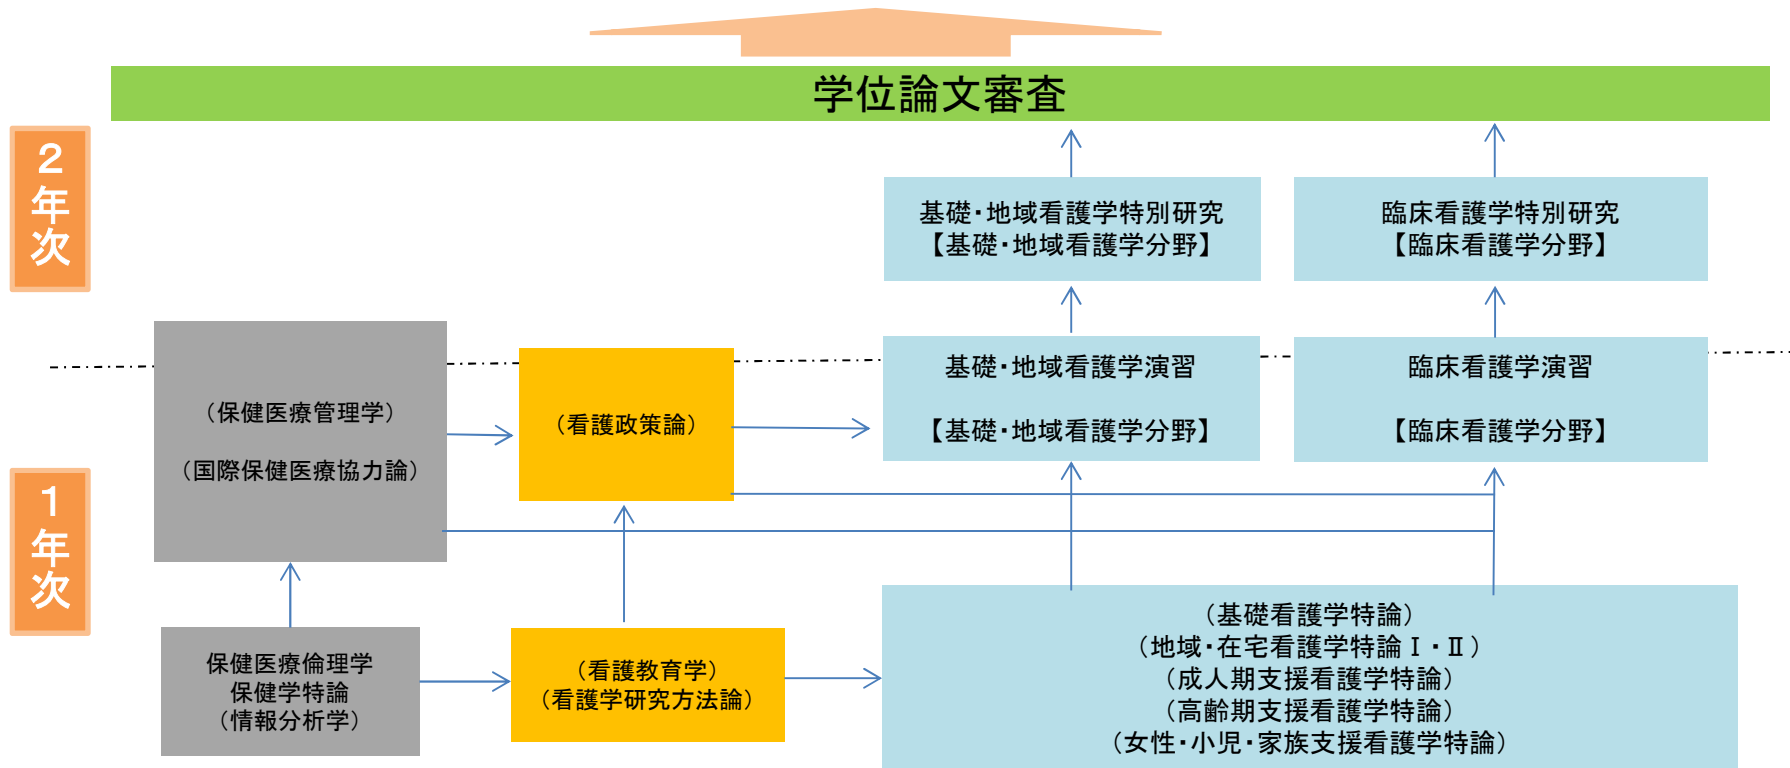 学位論文審査
2年次
基礎・地域看護学特別研究
【基礎・地域看護学分野】
臨床看護学特別研究
【臨床看護学分野】
（保健医療管理学）
（国際保健医療協力論）
（看護政策論）
基礎・地域看護学演習
【基礎・地域看護学分野】
臨床看護学演習
【臨床看護学分野】
1年次
保健医療倫理学
保健学特論
（情報分析学）
（看護教育学）
（看護学研究方法論）
（基礎看護学特論）
（地域・在宅看護学特論Ⅰ・Ⅱ）
（成人期支援看護学特論）
（高齢期支援看護学特論）
（女性・小児・家族支援看護学特論）